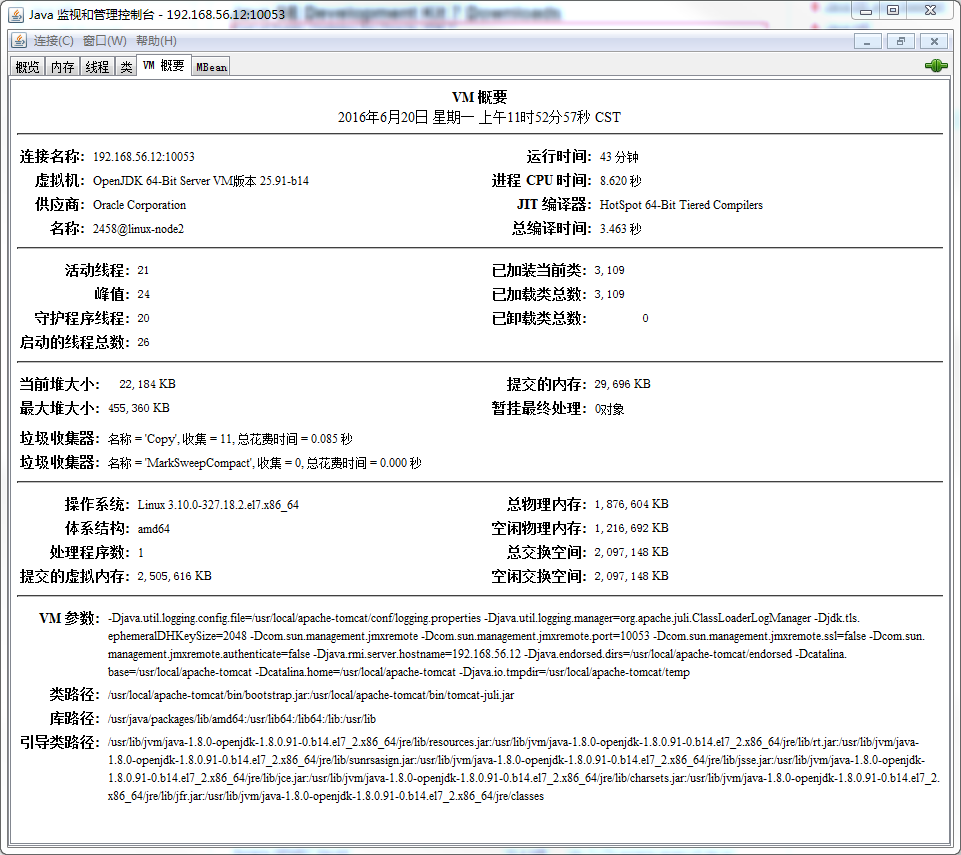 Java 监视和管理控制台 - 192.168.56.12:10053
连接(C) 窗口(W) 帮助(H)
概览 内存 线程 类 VM 概要 MBean
VM 概要
2016年6月20日 星期一 上午11时52分57秒 CST
连接名称: 192.168.56.12:10053 运行时间: 43 分钟
虚拟机: OpenJDK 64-Bit Server VM版本 25.91-b14 进程 CPU 时间: 8.620 秒
供应商: Oracle Corporation JIT 编译器: HotSpot 64-Bit Tiered Compilers
名称: 2458@linux-node2 总编译时间: 3.463 秒
活动线程: 21 已加装当前类: 3,109
峰值: 24 已加载类总数: 3,109
守护程序线程: 20 已卸载类总数: 0
启动的线程总数: 26
当前堆大小: 22,184 KB 提交的内存: 29,696 KB
最大堆大小: 455,360 KB 暂挂最终处理: 0对象
垃圾收集器: 名称 = 'Copy', 收集 = 11, 总花费时间 = 0.085 秒
垃圾收集器: 名称 = 'MarkSweepCompact', 收集 = 0, 总花费时间 = 0.000 秒
操作系统: Linux 3.10.0-327.18.2.el7.x86_64 总物理内存: 1,876,604 KB
体系结构: amd64 空闲物理内存: 1,216,692 KB
处理程序数: 1 总交换空间: 2,097,148 KB
提交的虚拟内存: 2,505,616 KB 空闲交换空间: 2,097,148 KB
VM 参数: -Djava.util.logging.config.file=/usr/local/apache-tomcat/conf/logging.properties -Djava.util.logging.manager=org.apache.juli.ClassLoaderLogManager -Djdk.tls.
ephemeralDHKeySize=2048 -Dcom.sun.management.jmxremote -Dcom.sun.management.jmxremote.port=10053 -Dcom.sun.management.jmxremote.ssl=false -Dcom.sun.
management.jmxremote.authenticate=false -Djava.rmi.server.hostname=192.168.56.12 -Djava.endorsed.dirs=/usr/local/apache-tomcat/endorsed -Dcatalina.
base=/usr/local/apache-tomcat -Dcatalina.home=/usr/local/apache-tomcat -Djava.io.tmpdir=/usr/local/apache-tomcat/temp
类路径: /usr/local/apache-tomcat/bin/bootstrap.jar:/usr/local/apache-tomcat/bin/tomcat-juli.jar
库路径: /usr/java/packages/lib/amd64:/usr/lib64:/lib64:/lib:/usr/lib
引导类路径: /usr/lib/jvm/java-1.8.0-openjdk-1.8.0.91-0.b14.el7_2.x86_64/jre/lib/resources.jar:/usr/lib/jvm/java-1.8.0-openjdk-1.8.0.91-0.b14.el7_2.x86_64/jre/lib/rt.jar:/usr/lib/jvm/java-
1.8.0-openjdk-1.8.0.91-0.b14.el7_2.x86_64/jre/lib/sunrsasign.jar:/usr/lib/jvm/java-1.8.0-openjdk-1.8.0.91-0.b14.el7_2.x86_64/jre/lib/jsse.jar:/usr/lib/jvm/java-1.8.0-openjdk-
1.8.0.91-0.b14.el7_2.x86_64/jre/lib/jce.jar:/usr/lib/jvm/java-1.8.0-openjdk-1.8.0.91-0.b14.el7_2.x86_64/jre/lib/charsets.jar:/usr/lib/jvm/java-1.8.0-openjdk-1.8.0.91-0.b14.el7_2.
x86_64/jre/lib/jfr.jar:/usr/lib/jvm/java-1.8.0-openjdk-1.8.0.91-0.b14.el7_2.x86_64/jre/classes